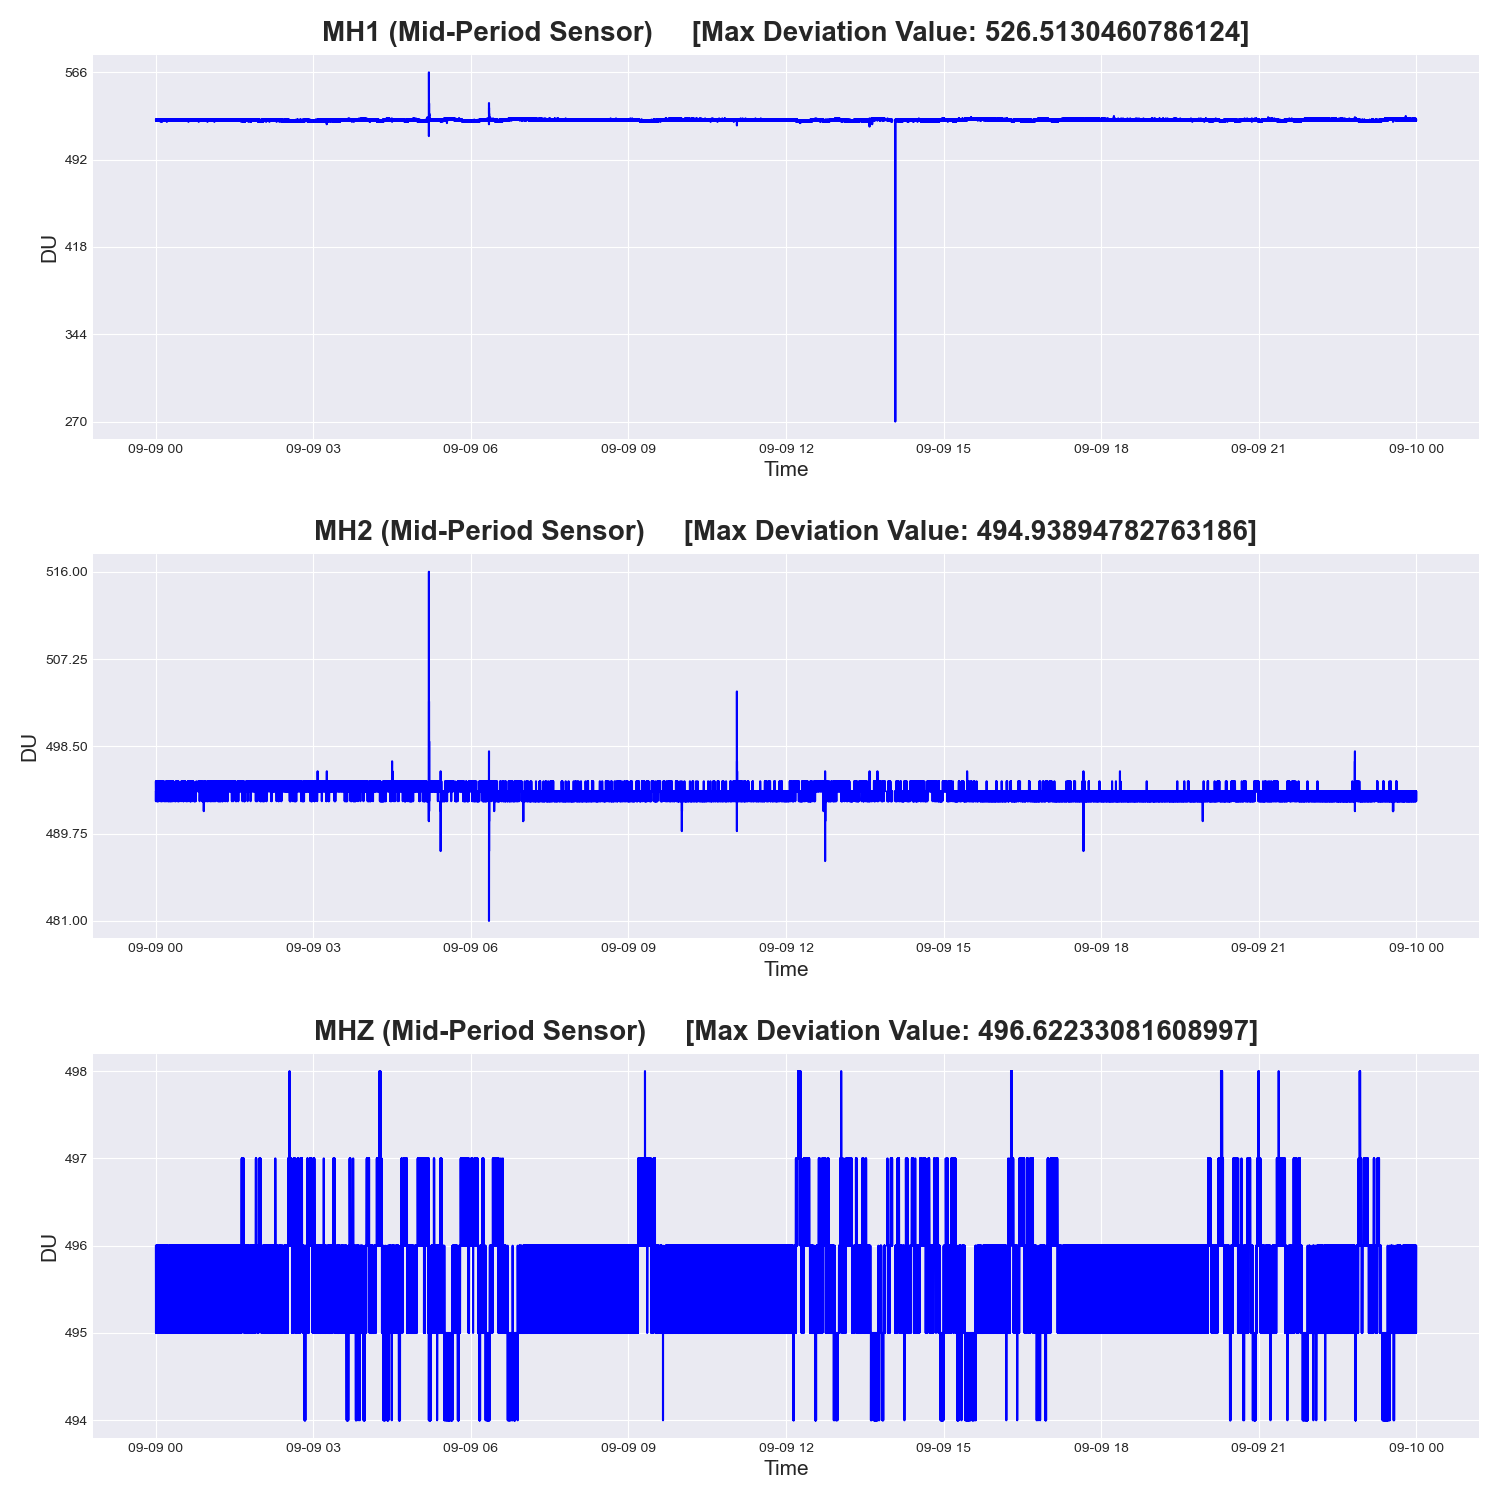 MH1 (Mid-Period Sensor) [Max Deviation Value: 526.5130460786124]
566
492
418
344
270
DU
09-09 00 09-09 03 09-09 06 09-09 09 09-09 12 09-09 15 09-09 18 09-09 21 09-10 00
Time
MH2 (Mid-Period Sensor) [Max Deviation Value: 494.93894782763186]
516.00
507.25
498.50
489.75
481.00
DU
09-09 00 09-09 03 09-09 06 09-09 09 09-09 12 09-09 15 09-09 18 09-09 21 09-10 00
Time
MHZ (Mid-Period Sensor) [Max Deviation Value: 496.62233081608997]
498
497
496
495
494
DU
09-09 00 09-09 03 09-09 06 09-09 09 09-09 12 09-09 15 09-09 18 09-09 21 09-10 00
Time